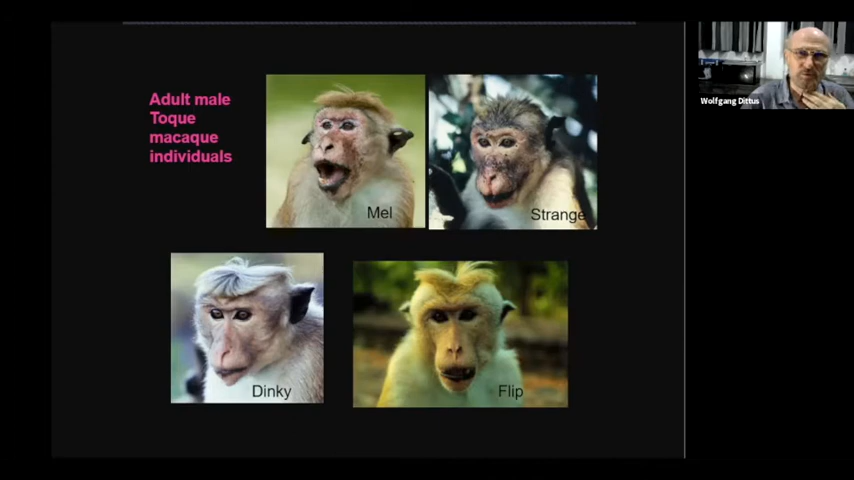 Adult male
Toque
macaque
individuals
Mel
Strange
Dinky
Flip
Wolfgang Dittus